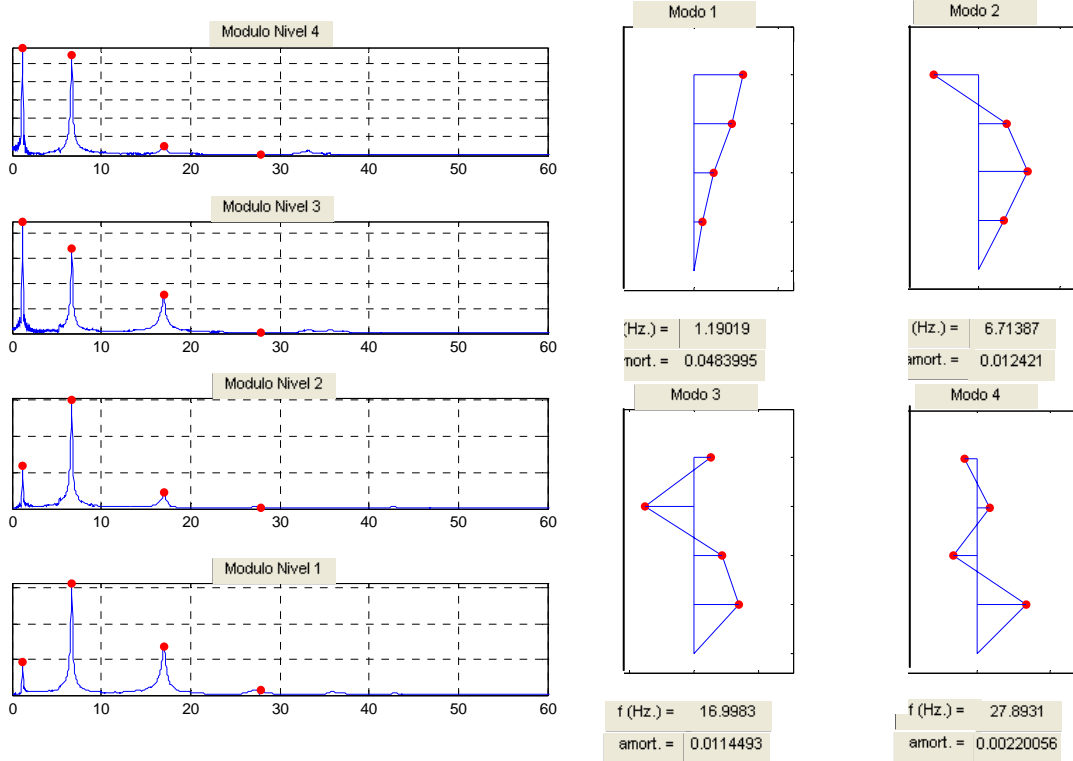 Modulo Nivel 4
0 10 20 30 40 50 60
Modulo Nivel 3
0 10 20 30 40 50 60
Modulo Nivel 2
0 10 20 30 40 50 60
Modulo Nivel 1
0 10 20 30 40 50 60
Modo 1
(Hz.) = 1.19019
amort. = 0.0483995
Modo 2
(Hz.) = 6.71387
amort. = 0.012421
Modo 3
f (Hz.) = 16.9983
amort. = 0.0114493
Modo 4
f (Hz.) = 27.8931
amort. = 0.00220056